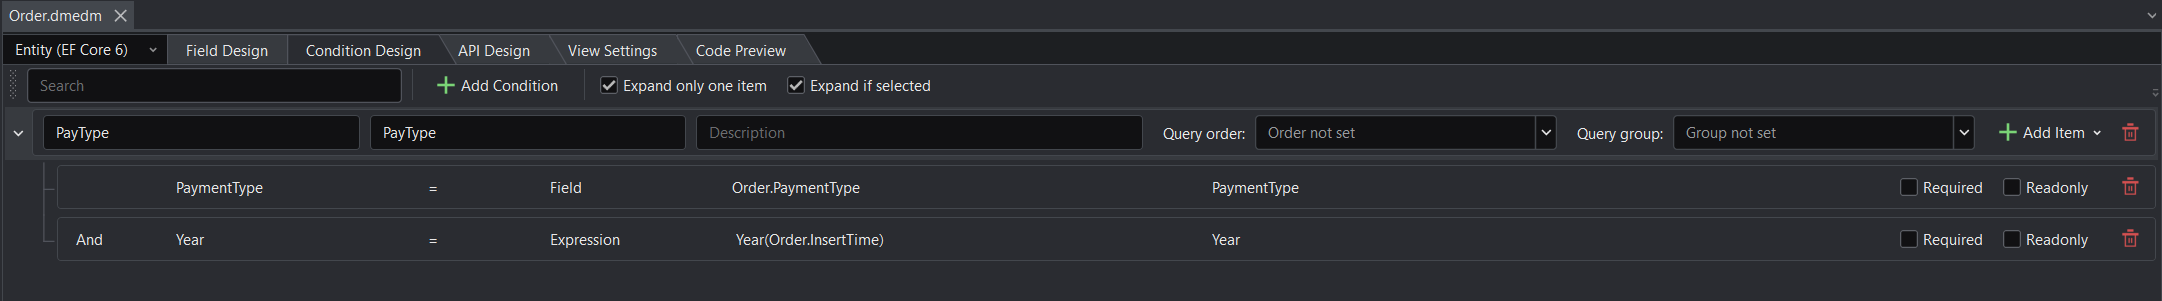 Order.dmedm
Entity (EF Core 6) Field Design Condition Design API Design View Settings Code Preview
Search Add Condition Expand only one item Expand if selected
PayType PayType Description Query order: Order not set Query group: Group not set Add Item
PaymentType = Field Order.PaymentType PaymentType Required Readonly
And Year = Expression Year(Order.InsertTime) Year Required Readonly